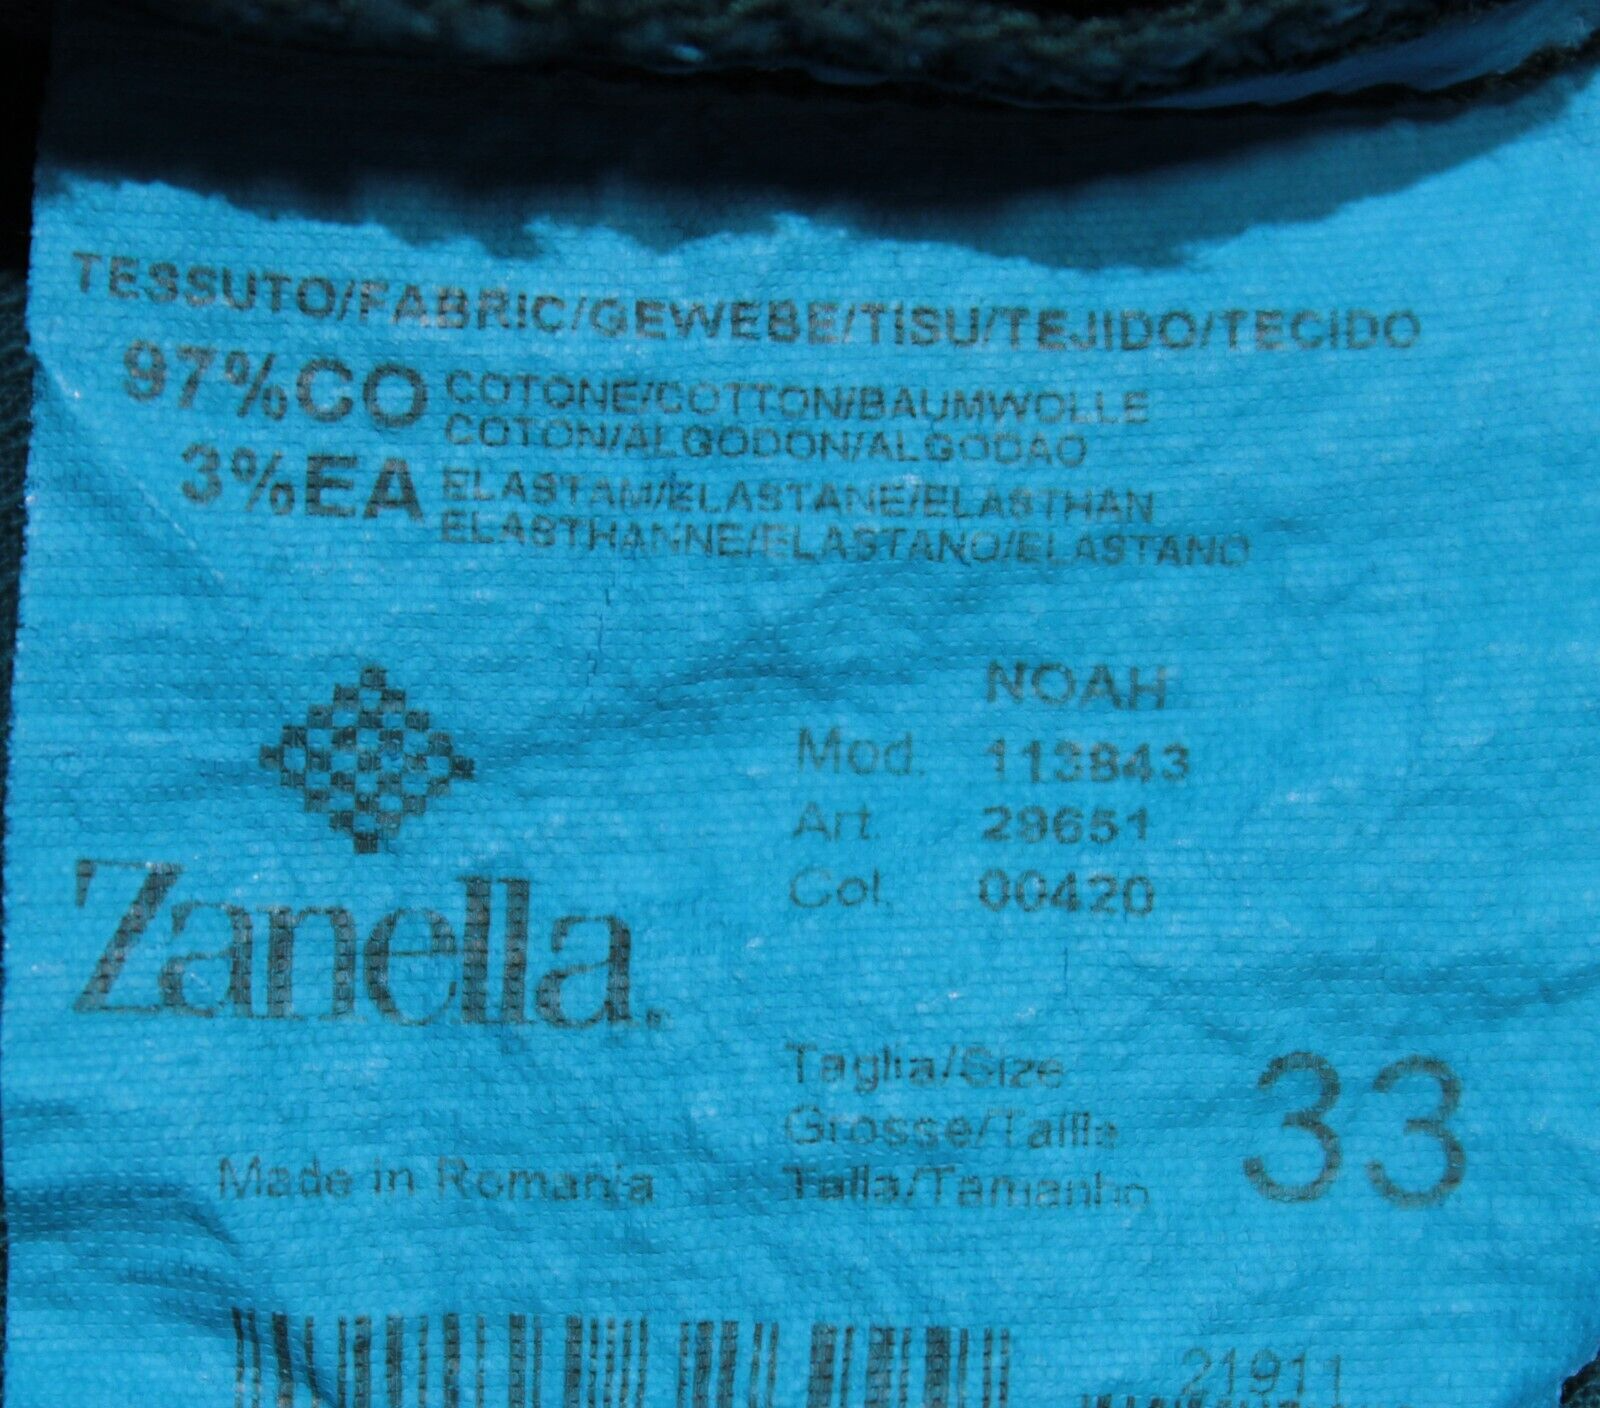 TESSUTO/FABRIC/GEWEBE/TISU/TEJIDO/TECIDO
97%CO COTONE/COTTON/BAUMWOLLE
COTON/ALGODON/ALGODAO
3%EA ELASTAM/ELASTANE/ELASTHAN
ELASTHANNE/ELASTANO/ELASTANO
NOAH
Mod. 113843
Art. 29651
Col. 00420
Zanella
Taglia/Size
Grosse/Taille
Talla/Tamanho
33
Made in Romania
21911